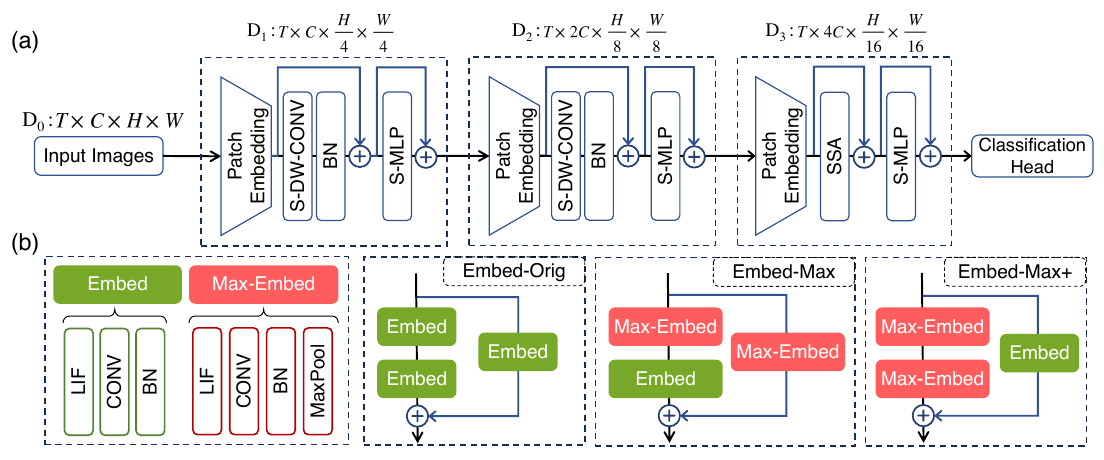 (a)
D₁ : T × C × H/4 × W/4
D₂ : T × 2C × H/8 × W/8
D₃ : T × 4C × H/16 × W/16
D₀ : T × C × H × W
Input Images
Patch
Embedding
S-DW-CONV
BN
+
S-MLP
+
Patch
Embedding
S-DW-CONV
BN
+
S-MLP
+
Patch
Embedding
SSA
+
S-MLP
+
Classification
Head
(b)
Embed
Max-Embed
LIF
CONV
BN
LIF
CONV
BN
MaxPool
Embed-Orig
Embed
Embed
Embed
+
Embed-Max
Max-Embed
Max-Embed
Embed
+
Embed-Max+
Max-Embed
Embed
Max-Embed
+